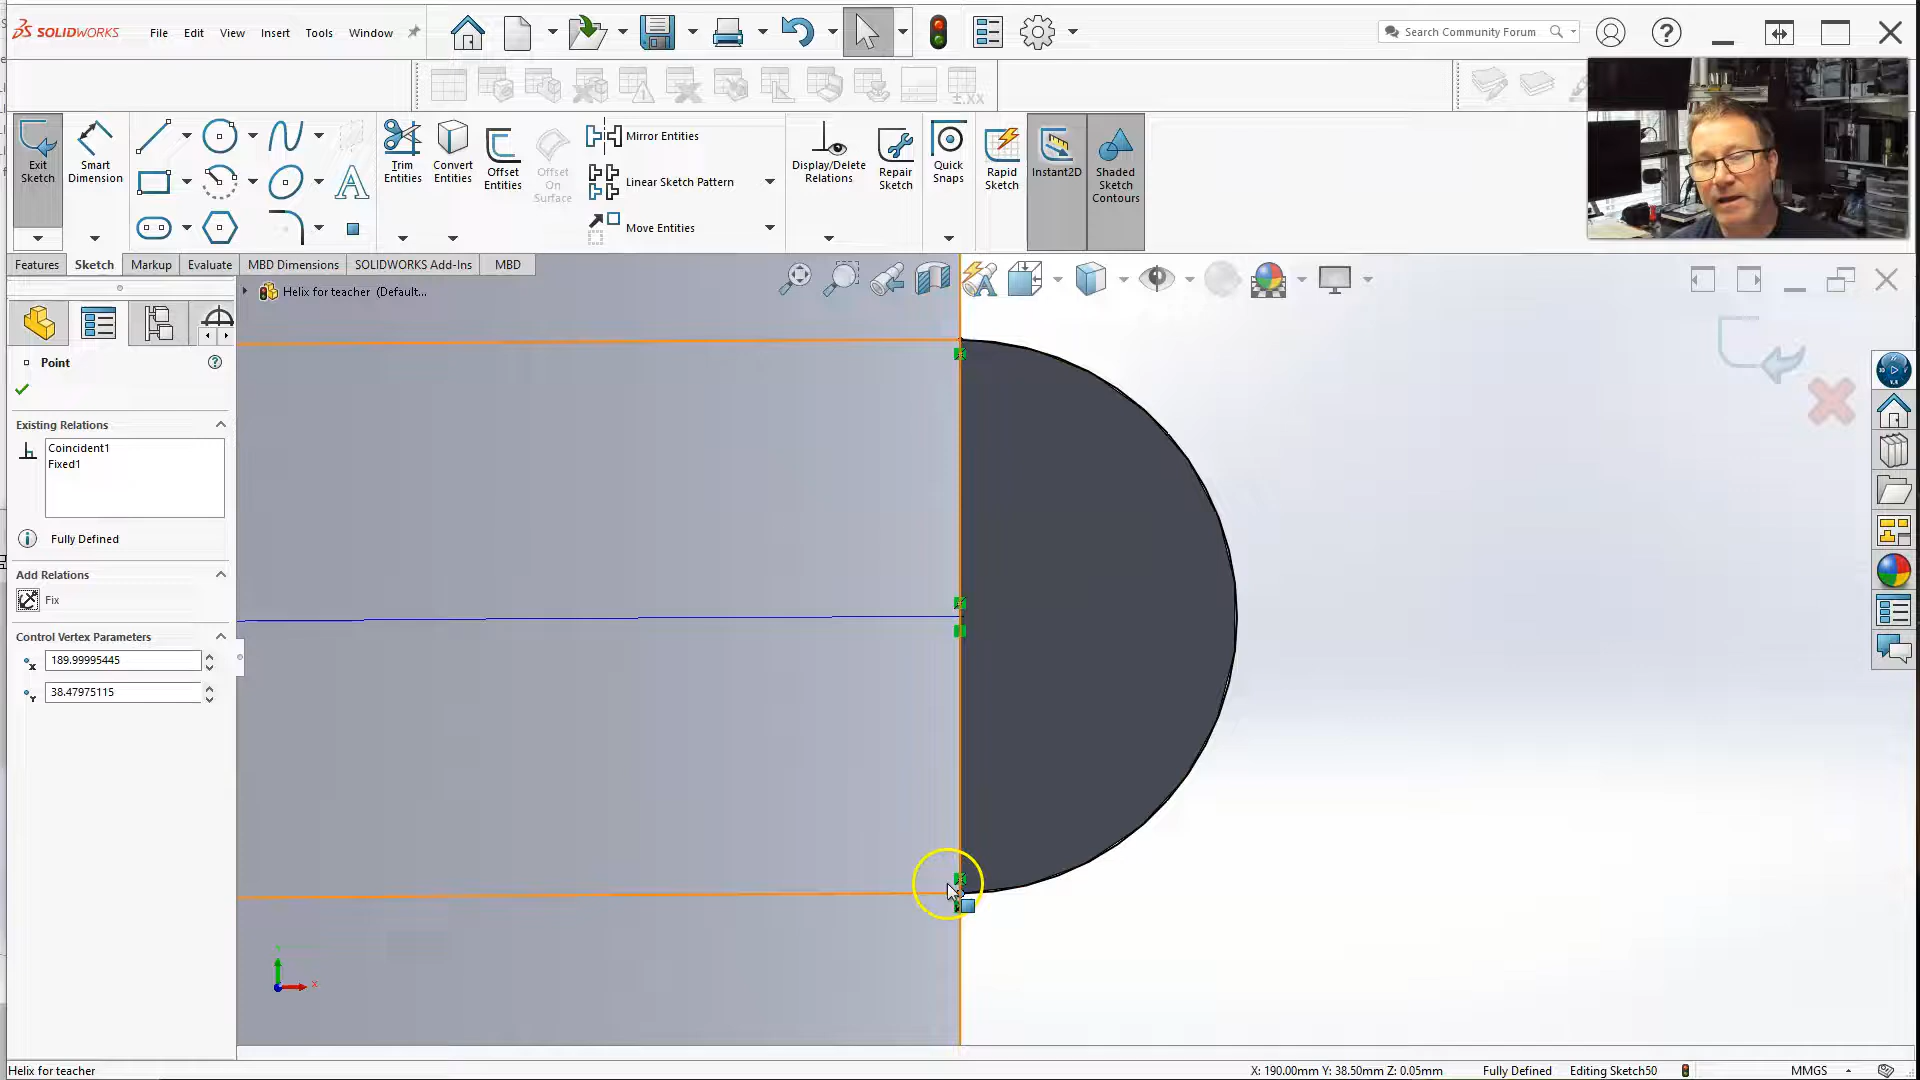 SOLIDWORKS
File
Edit
View
Insert
Tools
Window
Search Community Forum
Exit
Sketch
Smart
Dimension
Trim
Entities
Convert
Entities
Offset
Entities
Offset
On
Surface
Mirror Entities
Linear Sketch Pattern
Move Entities
Display/Delete
Relations
Repair
Sketch
Quick
Snaps
Rapid
Sketch
Instant2D
Shaded
Sketch
Contours
Features
Sketch
Markup
Evaluate
MBD Dimensions
SOLIDWORKS Add-Ins
MBD
Helix for teacher (Default...
Point
Existing Relations
Coincident1
Fixed1
Fully Defined
Add Relations
Fix
Control Vertex Parameters
189.99995445
38.47975115
X
Helix for teacher
X: 190.00mm Y: 38.50mm Z: 0.05mm
Fully Defined
Editing Sketch50
MMGS